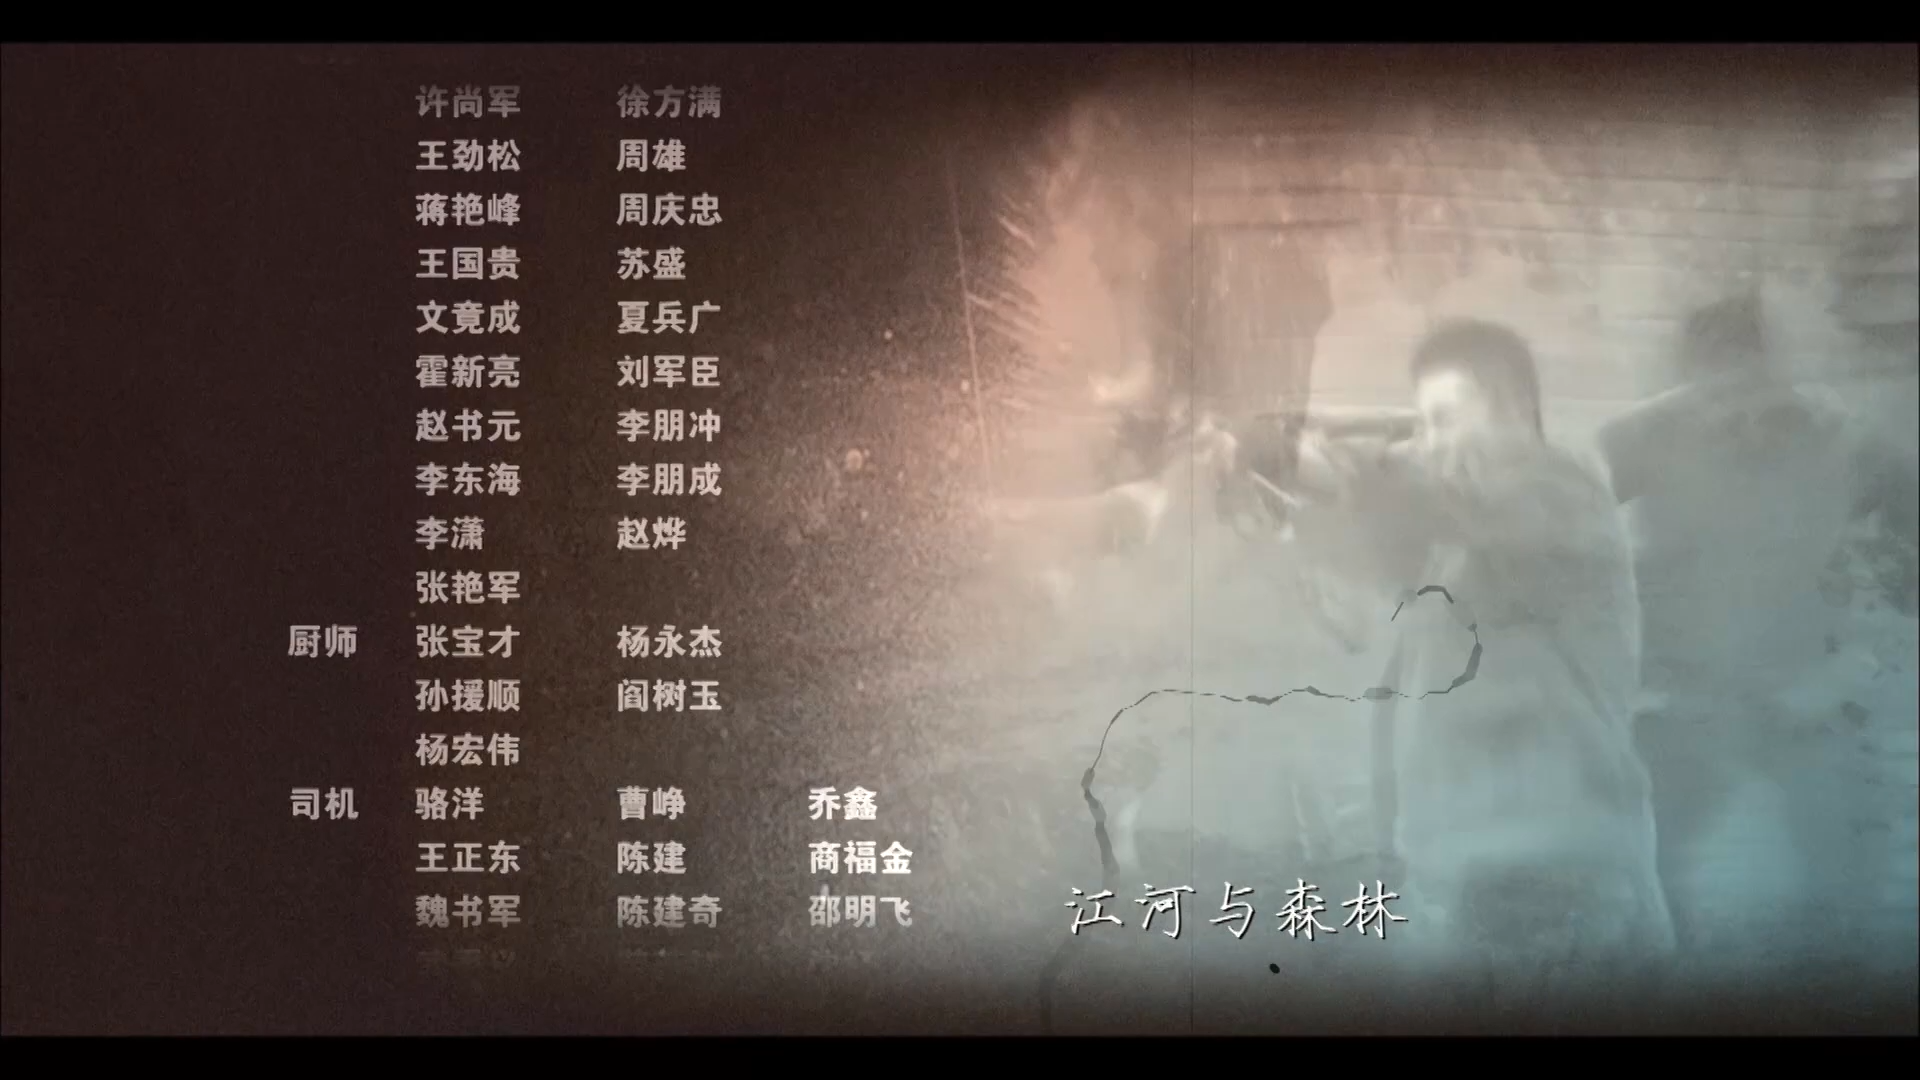 许尚军 徐方满
王劲松 周雄
蒋艳峰 周庆忠
王国贵 苏盛
文竟成 夏兵广
霍新亮 刘军臣
赵书元 李朋冲
李东海 李朋成
李潇 赵烨
张艳军
厨师 张宝才 杨永杰
孙援顺 阎树玉
杨宏伟
司机 骆洋 曹峥 乔鑫
王正东 陈建 商福金
魏书军 陈建奇 邵明飞
江河与森林